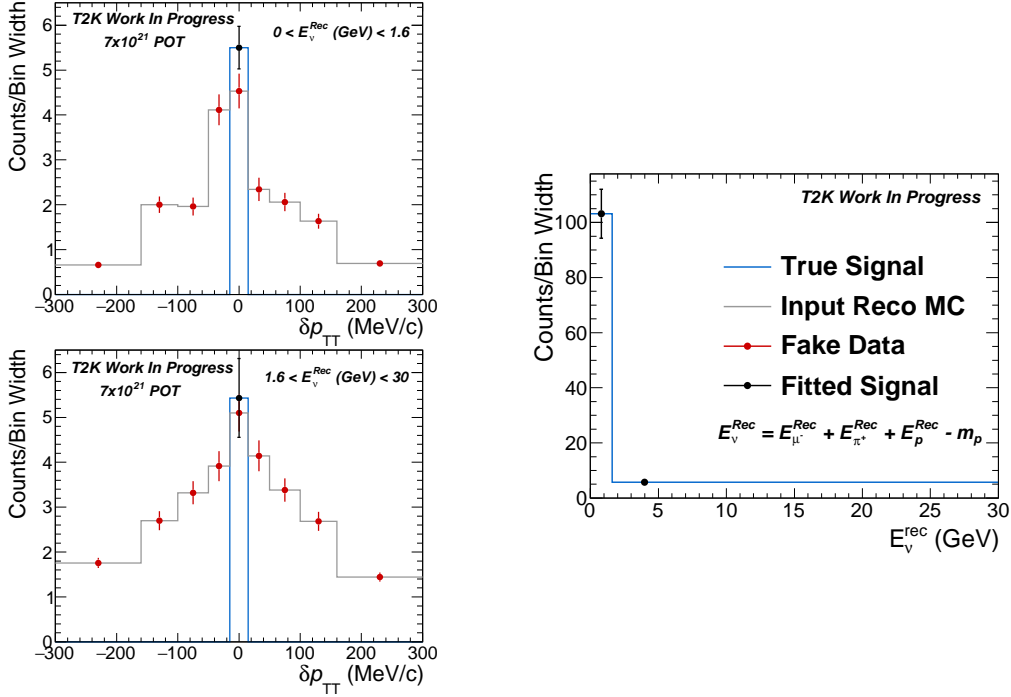 T2K Work In Progress
7x10²¹ POT
0 < E_ν^Rec (GeV) < 1.6
Counts/Bin Width
6
5
4
3
2
1
0
−300 −200 −100 0 100 200 300
δp_TT (MeV/c)
T2K Work In Progress
7x10²¹ POT
1.6 < E_ν^Rec (GeV) < 30
Counts/Bin Width
6
5
4
3
2
1
0
−300 −200 −100 0 100 200 300
δp_TT (MeV/c)
T2K Work In Progress
Counts/Bin Width
100
80
60
40
20
0
True Signal
Input Reco MC
Fake Data
Fitted Signal
E_ν^Rec = E_μ⁻^Rec + E_π⁺^Rec + E_p^Rec - m_p
0 5 10 15 20 25 30
E_ν^rec (GeV)